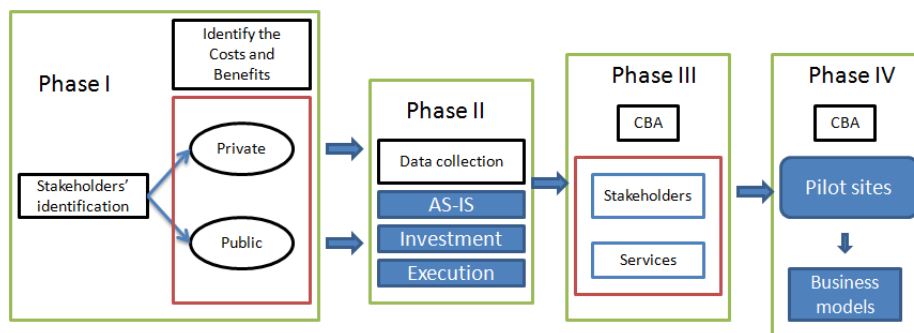 Phase I
Identify the
Costs and
Benefits
Private
Stakeholders'
identification
Public
Phase II
Data collection
AS-IS
Investment
Execution
Phase III
CBA
Stakeholders
Services
Phase IV
CBA
Pilot sites
Business
models